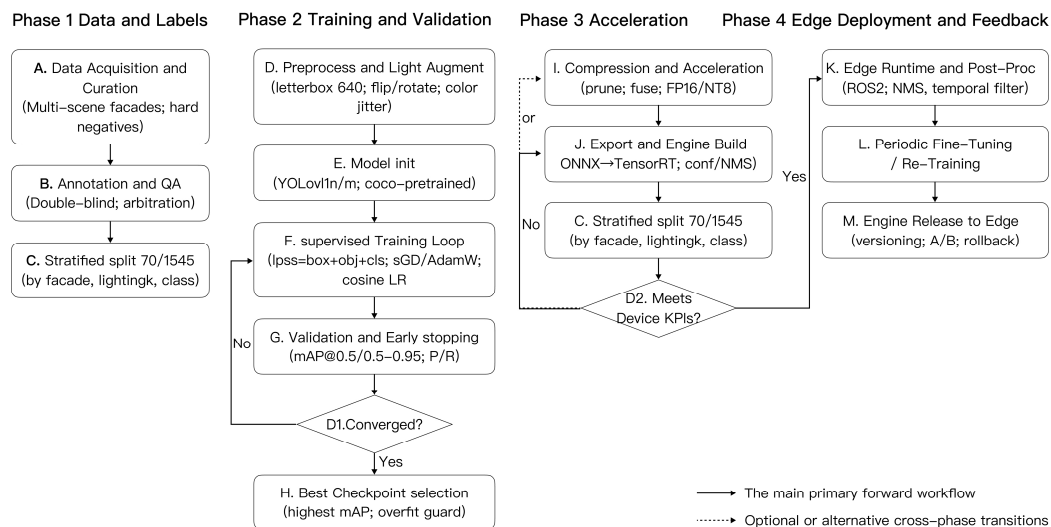 Phase 1 Data and Labels
A. Data Acquisition and
Curation
(Multi-scene facades; hard
negatives)
B. Annotation and QA
(Double-blind; arbitration)
C. Stratified split 70/1545
(by facade, lightingk, class)
Phase 2 Training and Validation
D. Preprocess and Light Augment
(letterbox 640; flip/rotate; color
jitter)
E. Model init
(YOLOvl1n/m; coco-pretrained)
F. supervised Training Loop
(lpss=box+obj+cls; sGD/AdamW;
cosine LR
G. Validation and Early stopping
(mAP@0.5/0.5-0.95; P/R)
No
D1.Converged?
Yes
H. Best Checkpoint selection
(highest mAP; overfit guard)
Phase 3 Acceleration
I. Compression and Acceleration
(prune; fuse; FP16/NT8)
or
J. Export and Engine Build
ONNX→TensorRT; conf/NMS)
No
C. Stratified split 70/1545
(by facade, lightingk, class)
D2. Meets
Device KPIs?
Yes
Phase 4 Edge Deployment and Feedback
K. Edge Runtime and Post-Proc
(ROS2; NMS, temporal filter)
L. Periodic Fine-Tuning
/ Re-Training
M. Engine Release to Edge
(versioning; A/B; rollback)
The main primary forward workflow
Optional or alternative cross-phase transitions